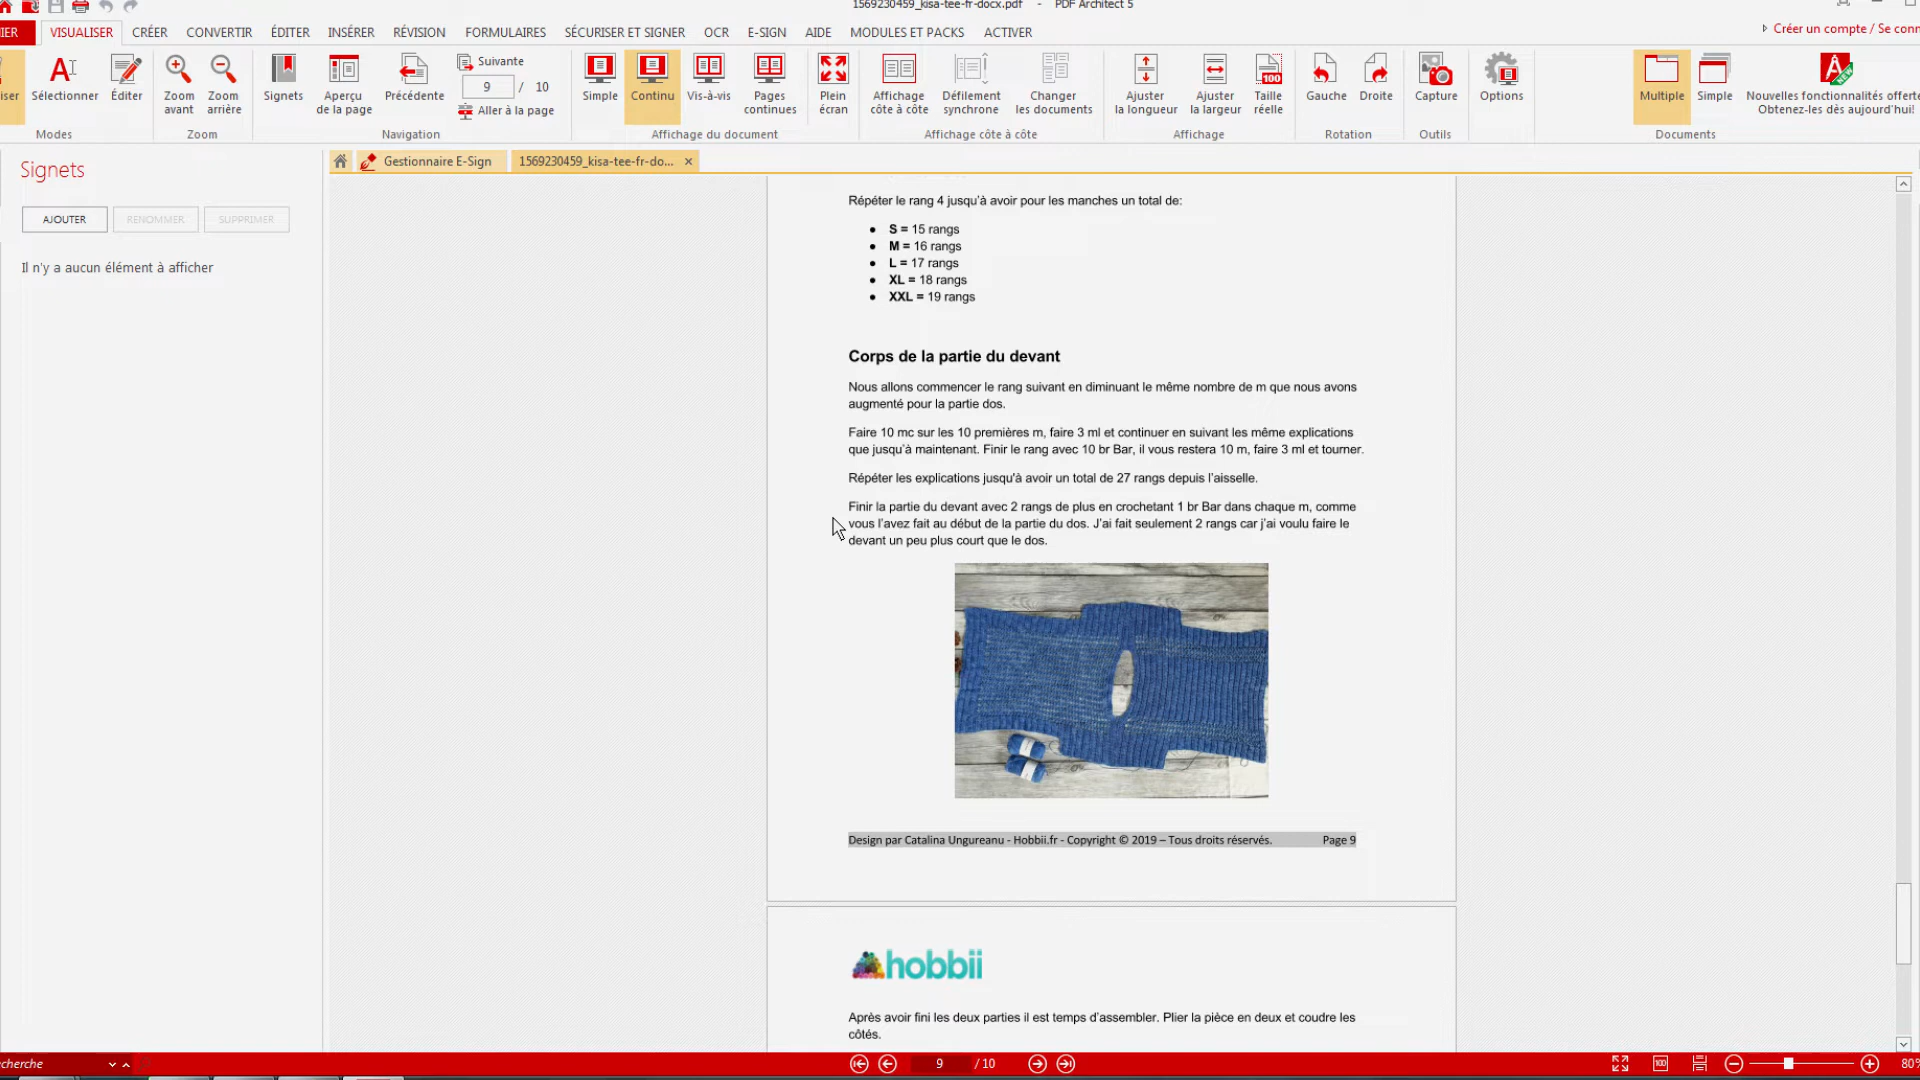 1569230459_kisa-tee-fr-docx.pdf - PDF Architect 5
VISUALISER CRÉER CONVERTIR ÉDITER INSÉRER RÉVISION FORMULAIRES SÉCURISER ET SIGNER OCR E-SIGN AIDE MODULES ET PACKS ACTIVER
Créer un compte / Se conn
Sélectionner Éditer
Modes
Zoom avant Zoom arrière
Zoom
Signets Aperçu de la page Précédente Suivante
9 / 10
Aller à la page
Navigation
Simple Continu Vis-à-vis Pages continues Plein écran
Affichage du document
Affichage côte à côte Défilement synchrone Changer les documents
Affichage côte à côte
Ajuster la longueur Ajuster la largeur Taille réelle
100
Affichage
Gauche Droite
Rotation
Capture
Outils
Options
Multiple Simple
Documents
NEW
Nouvelles fonctionnalités offerte
Obtenez-les dès aujourd'hui!
Signets
AJOUTER RENOMMER SUPPRIMER
Il n'y a aucun élément à afficher
Gestionnaire E-Sign 1569230459_kisa-tee-fr-do...
Répéter le rang 4 jusqu'à avoir pour les manches un total de:
● S = 15 rangs
● M = 16 rangs
● L = 17 rangs
● XL = 18 rangs
● XXL = 19 rangs
Corps de la partie du devant
Nous allons commencer le rang suivant en diminuant le même nombre de m que nous avons
augmenté pour la partie dos.
Faire 10 mc sur les 10 premières m, faire 3 ml et continuer en suivant les même explications
que jusqu'à maintenant. Finir le rang avec 10 br Bar, il vous restera 10 m, faire 3 ml et tourner.
Répéter les explications jusqu'à avoir un total de 27 rangs depuis l'aisselle.
Finir la partie du devant avec 2 rangs de plus en crochetant 1 br Bar dans chaque m, comme
vous l'avez fait au début de la partie du dos. J'ai fait seulement 2 rangs car j'ai voulu faire le
devant un peu plus court que le dos.
Design par Catalina Ungureanu - Hobbii.fr - Copyright © 2019 – Tous droits réservés. Page 9
hobbii
Après avoir fini les deux parties il est temps d'assembler. Plier la pièce en deux et coudre les
côtés.
cherche
9 / 10
80%